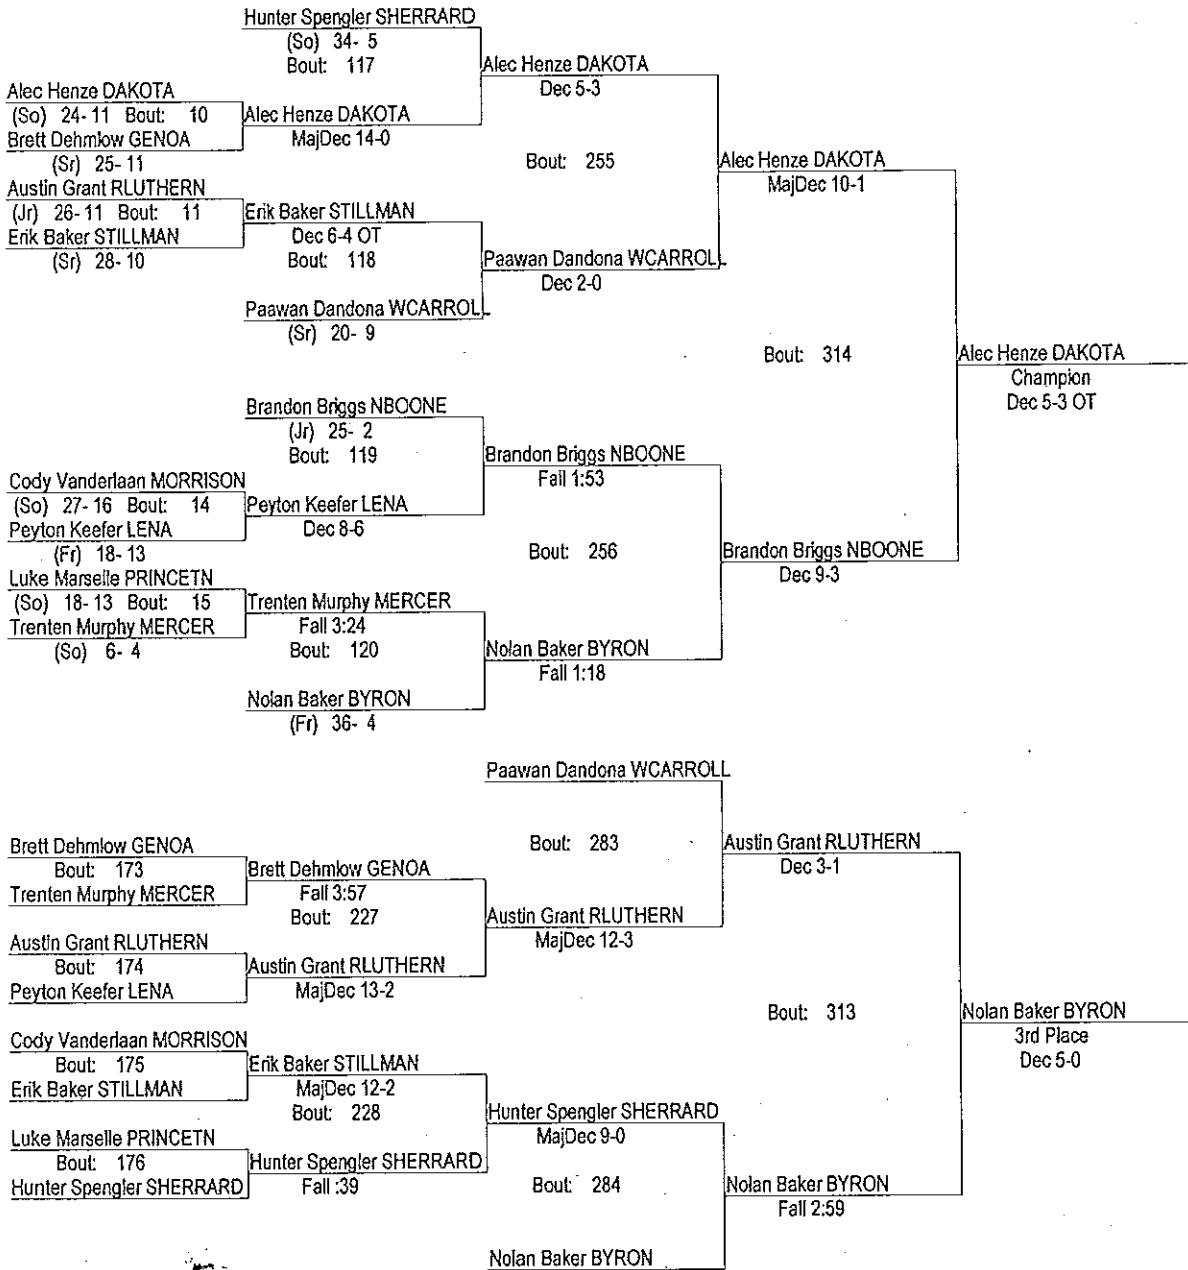 Hunter Spengler SHERRARD
(So) 34- 5
Bout: 117
Alec Henze DAKOTA
Dec 5-3
Alec Henze DAKOTA
(So) 24- 11 Bout: 10
Alec Henze DAKOTA
MajDec 14-0
Brett Dehmlow GENOA
(Sr) 25- 11
Bout: 255
Alec Henze DAKOTA
MajDec 10-1
Austin Grant RLUTHERN
(Jr) 26- 11 Bout: 11
Erik Baker STILLMAN
Dec 6-4 OT
Erik Baker STILLMAN
(Sr) 28- 10
Bout: 118
Paawan Dandona WCARROLL
Dec 2-0
Paawan Dandona WCARROLL
(Sr) 20- 9
Bout: 314
Alec Henze DAKOTA
Champion
Dec 5-3 OT
Brandon Briggs NBOONE
(Jr) 25- 2
Bout: 119
Brandon Briggs NBOONE
Fall 1:53
Cody Vanderlaan MORRISON
(So) 27- 16 Bout: 14
Peyton Keefer LENA
Dec 8-6
Peyton Keefer LENA
(Fr) 18- 13
Bout: 256
Brandon Briggs NBOONE
Dec 9-3
Luke Marselle PRINCETN
(So) 18- 13 Bout: 15
Trenten Murphy MERCER
Fall 3:24
Trenten Murphy MERCER
(So) 6- 4
Bout: 120
Nolan Baker BYRON
Fall 1:18
Nolan Baker BYRON
(Fr) 36- 4
Paawan Dandona WCARROLL
Bout: 283
Austin Grant RLUTHERN
Dec 3-1
Brett Dehmlow GENOA
Bout: 173
Trenten Murphy MERCER
Brett Dehmlow GENOA
Fall 3:57
Bout: 227
Austin Grant RLUTHERN
MajDec 12-3
Austin Grant RLUTHERN
Bout: 174
Peyton Keefer LENA
Austin Grant RLUTHERN
MajDec 13-2
Bout: 313
Nolan Baker BYRON
3rd Place
Dec 5-0
Cody Vanderlaan MORRISON
Bout: 175
Erik Baker STILLMAN
Erik Baker STILLMAN
MajDec 12-2
Bout: 228
Hunter Spengler SHERRARD
MajDec 9-0
Luke Marselle PRINCETN
Bout: 176
Hunter Spengler SHERRARD
Hunter Spengler SHERRARD
Fall :39
Bout: 284
Nolan Baker BYRON
Fall 2:59
Nolan Baker BYRON